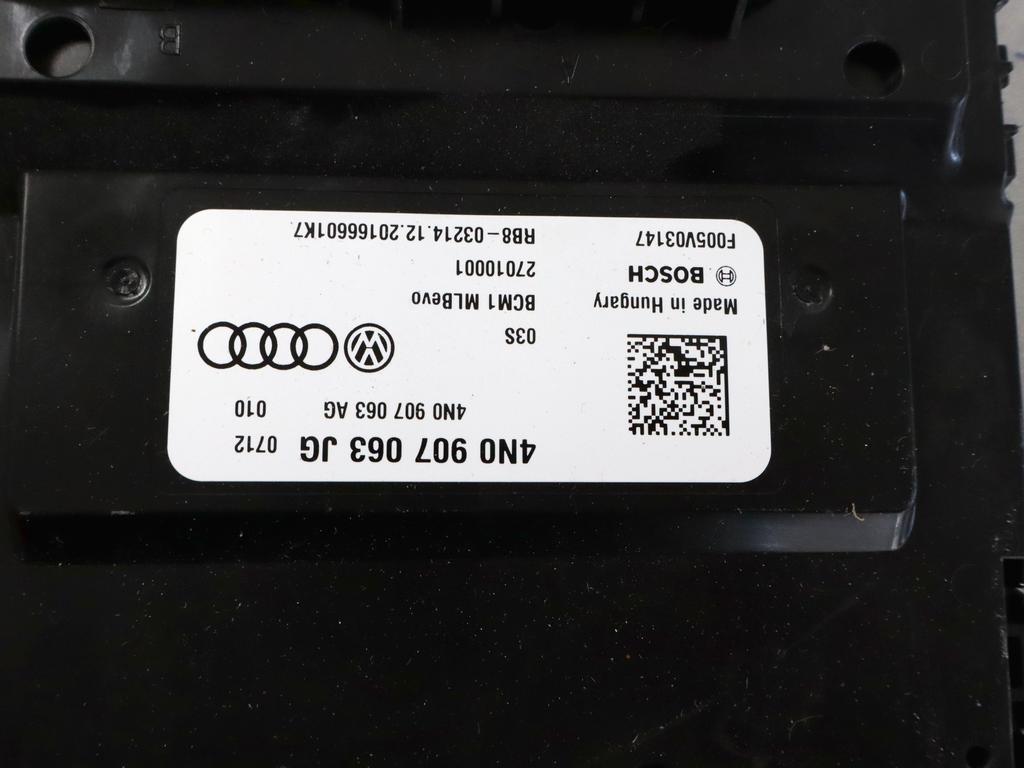 4N0 907 063 JG 0712
4N0 907 063 AG 010
03S
BCM1 MLBevo
27010001
RB8-03214.12.20166601K7
Made in Hungary
BOSCH
F005V03147
B